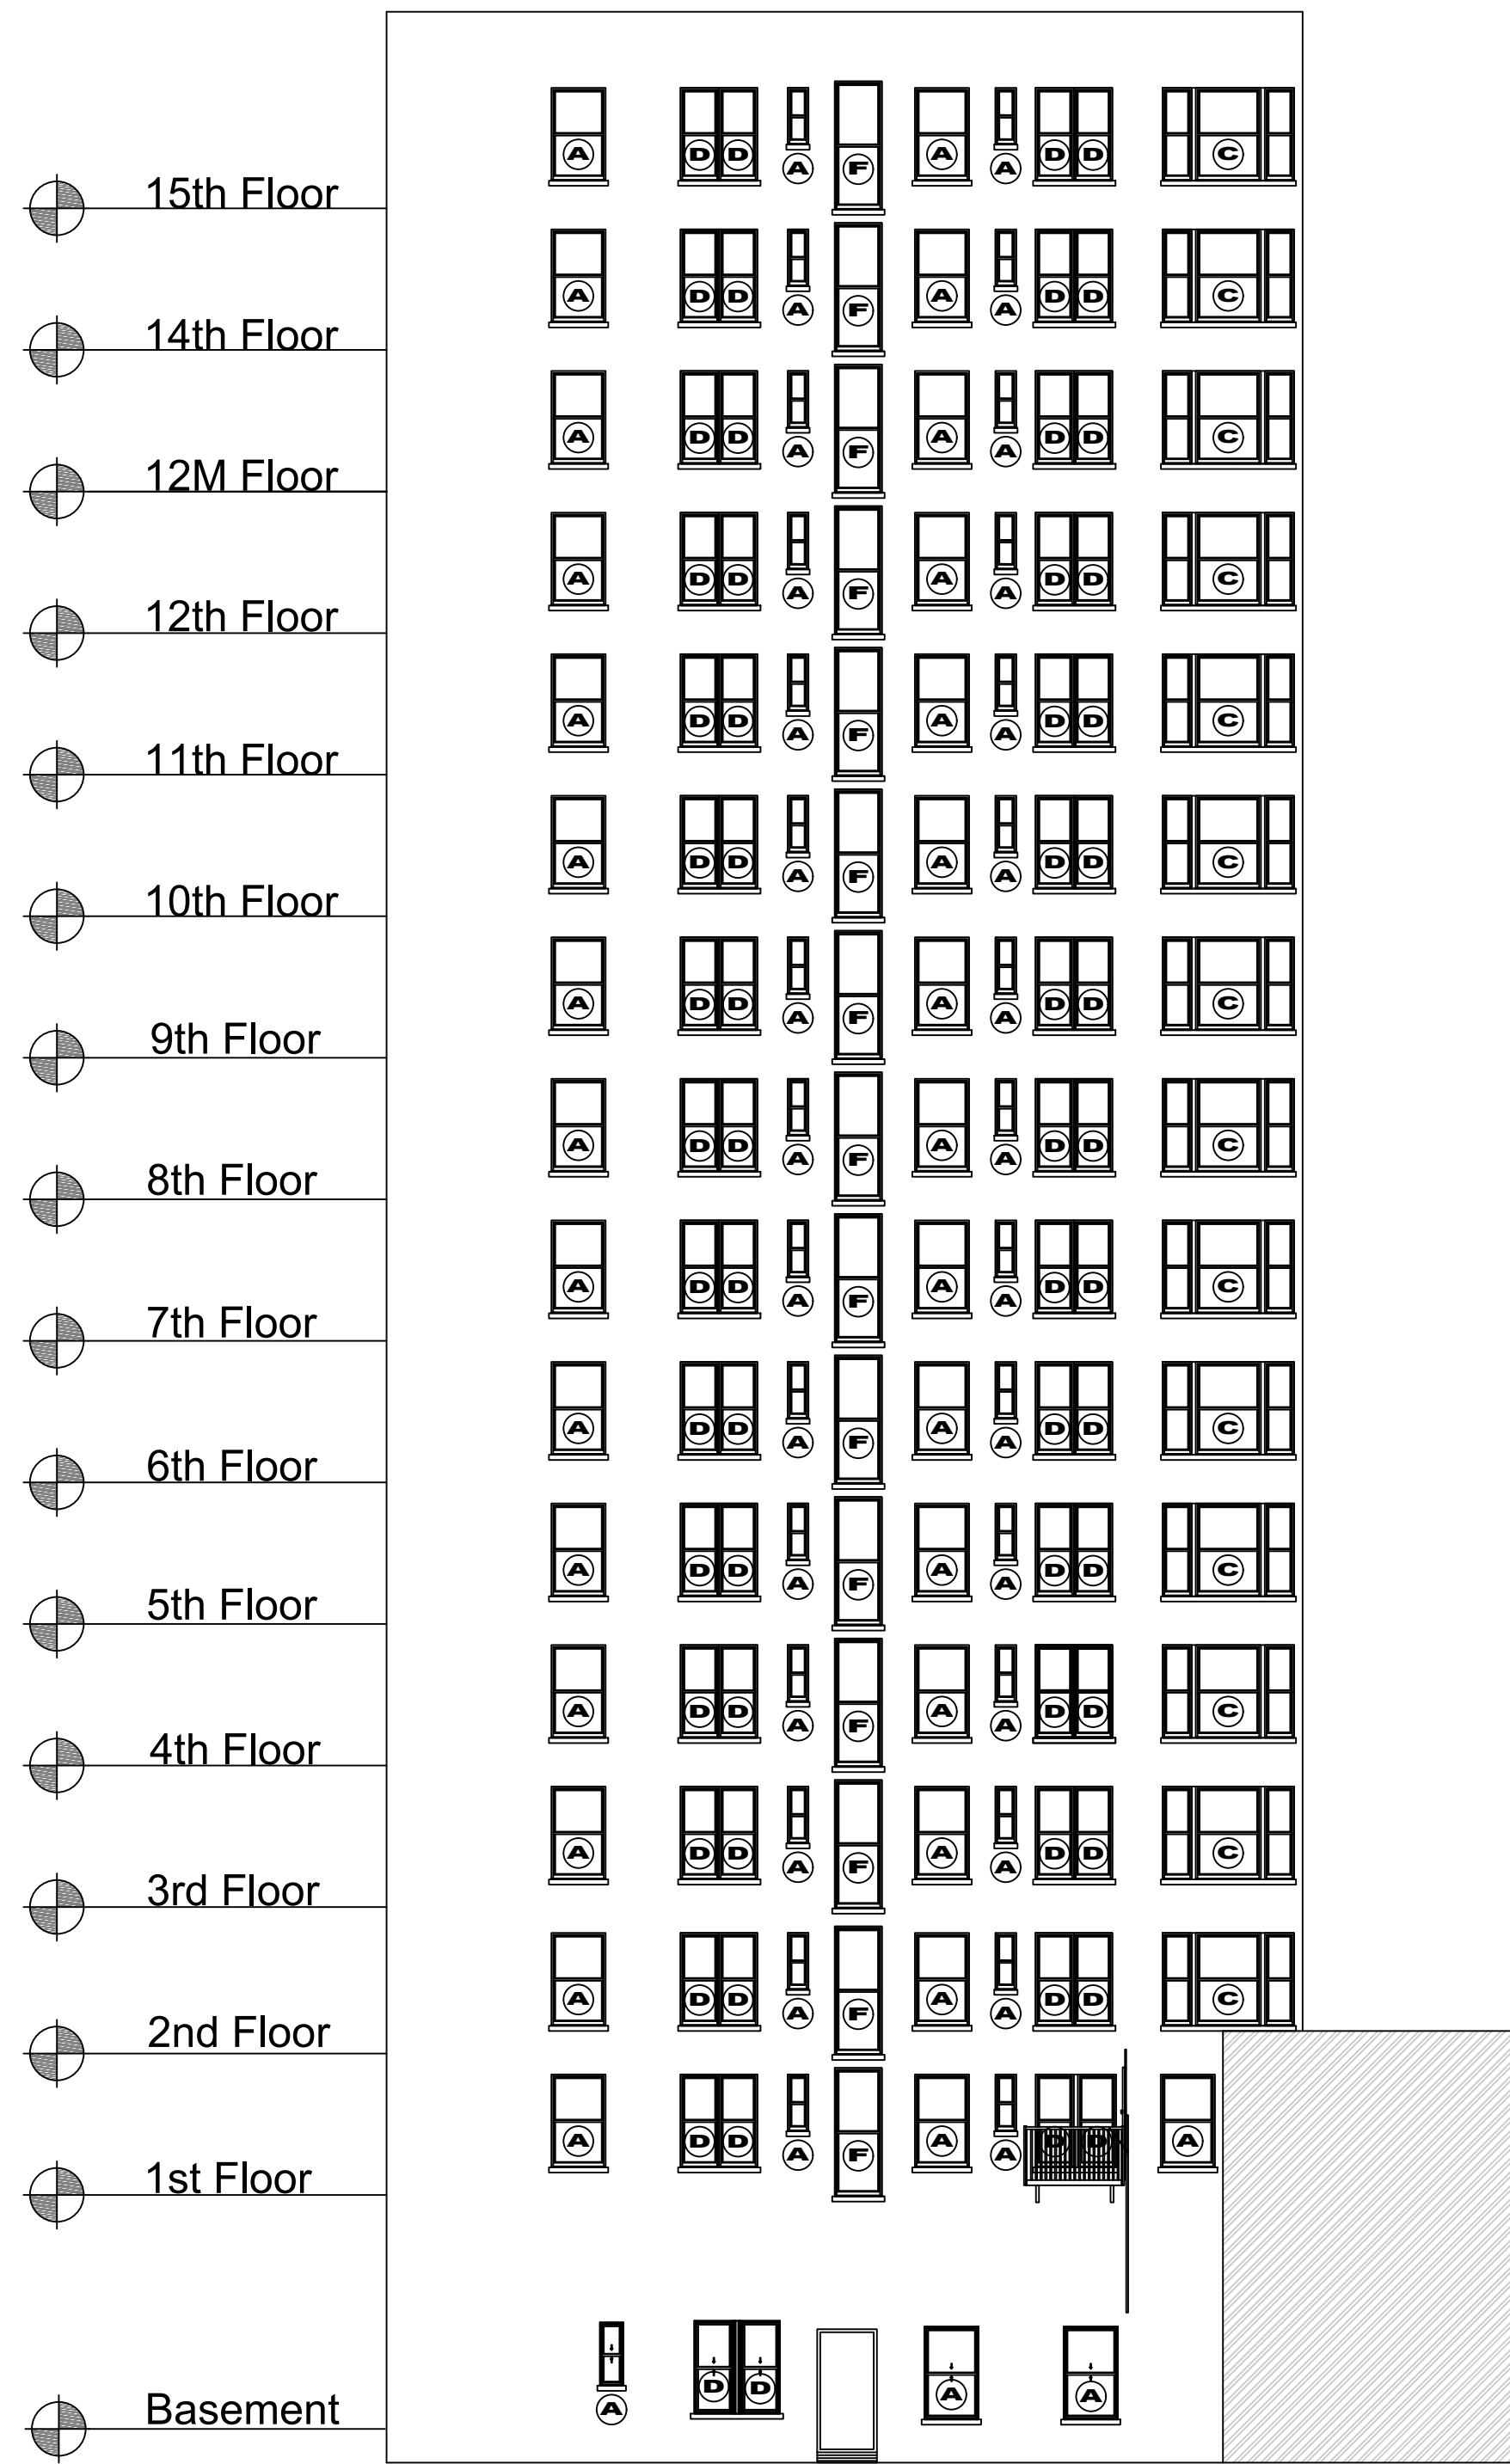 A D D F A D D C
15th Floor A A
A D D F A D D C
14th Floor A A
A D D F A D D C
12M Floor A A
A D D F A D D C
12th Floor A A
A D D F A D D C
11th Floor A A
A D D F A D D C
10th Floor A A
A D D F A D D C
9th Floor A A
A D D F A D D C
8th Floor A A
A D D F A D D C
7th Floor A A
A D D F A D D C
6th Floor A A
A D D F A D D C
5th Floor A A
A D D F A D D C
4th Floor A A
A D D F A D D C
3rd Floor A A
A D D F A D D C
2nd Floor A A
A D D F A D D A
1st Floor A A
D D A A
Basement A